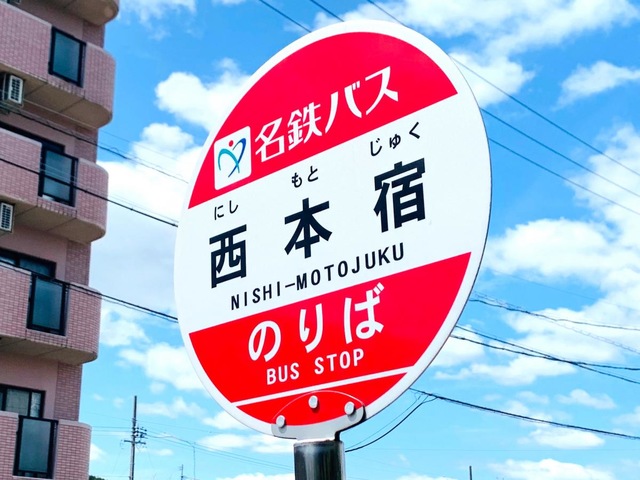 名鉄バス
にし もと じゅく
西本宿
NISHI-MOTOJUKU
のりば
BUS STOP